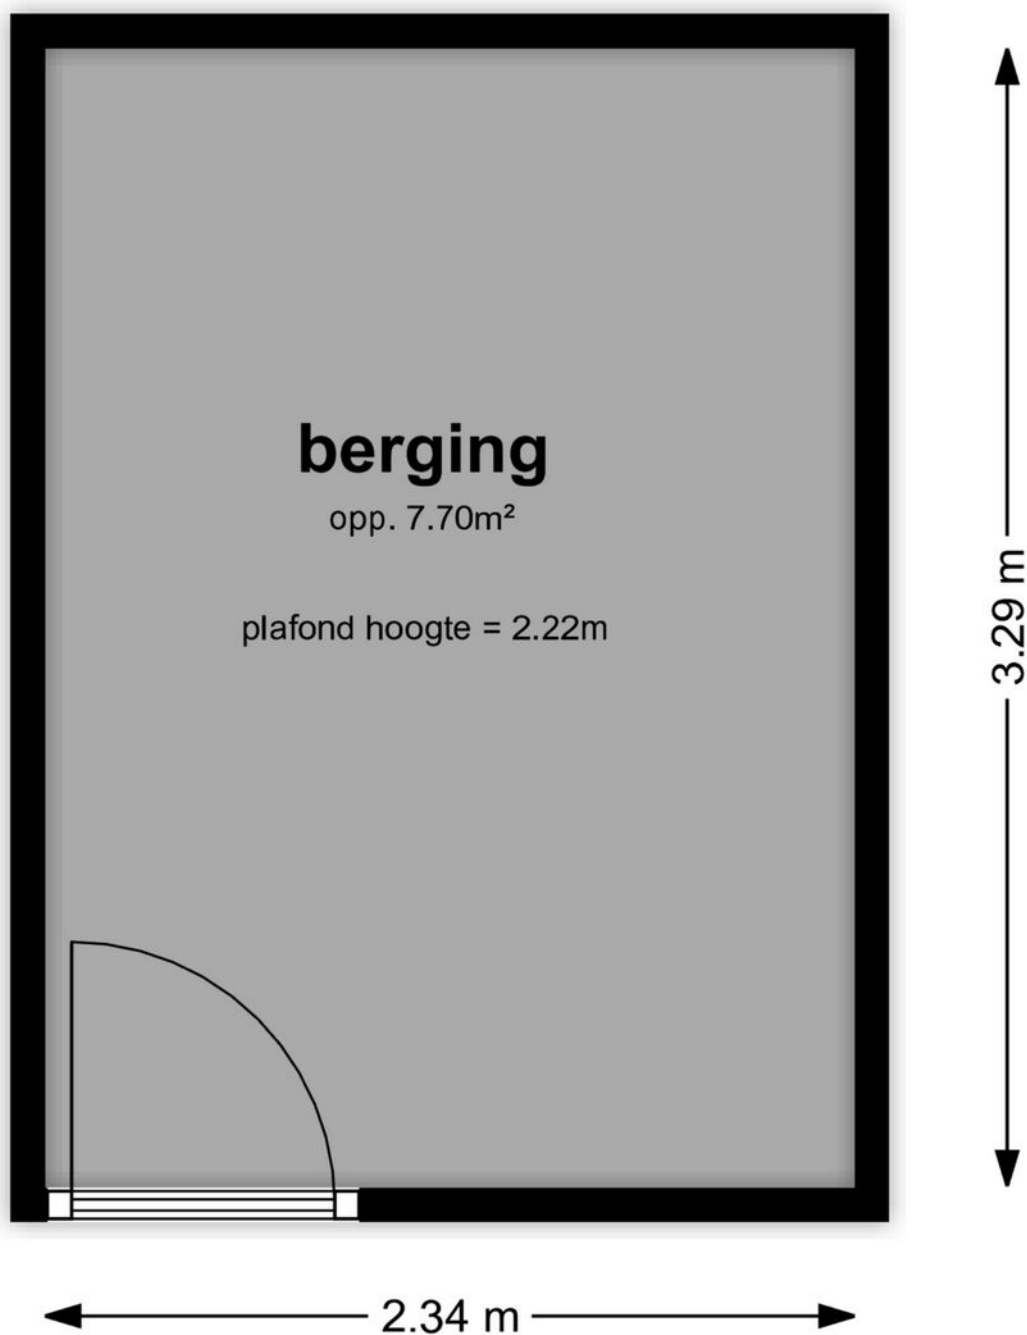 berging
opp. 7.70m²
plafond hoogte = 2.22m
3.29 m
2.34 m